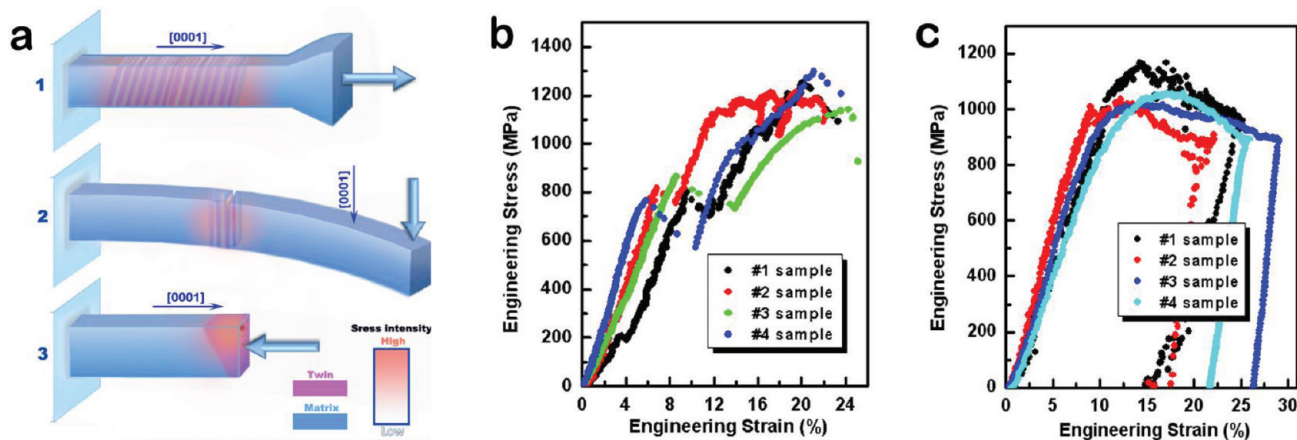 a
[0001]
1
[0001]
2
[0001]
3
Sress intensity
High
Twin
Matrix
Low
b
1400
1200
1000
800
600
400
200
0
Engineering Stress (MPa)
#1 sample
#2 sample
#3 sample
#4 sample
0 4 8 12 16 20 24
Engineering Strain (%)
c
1200
1000
800
600
400
200
0
Engineering Stress (MPa)
#1 sample
#2 sample
#3 sample
#4 sample
0 5 10 15 20 25 30
Engineering Strain (%)